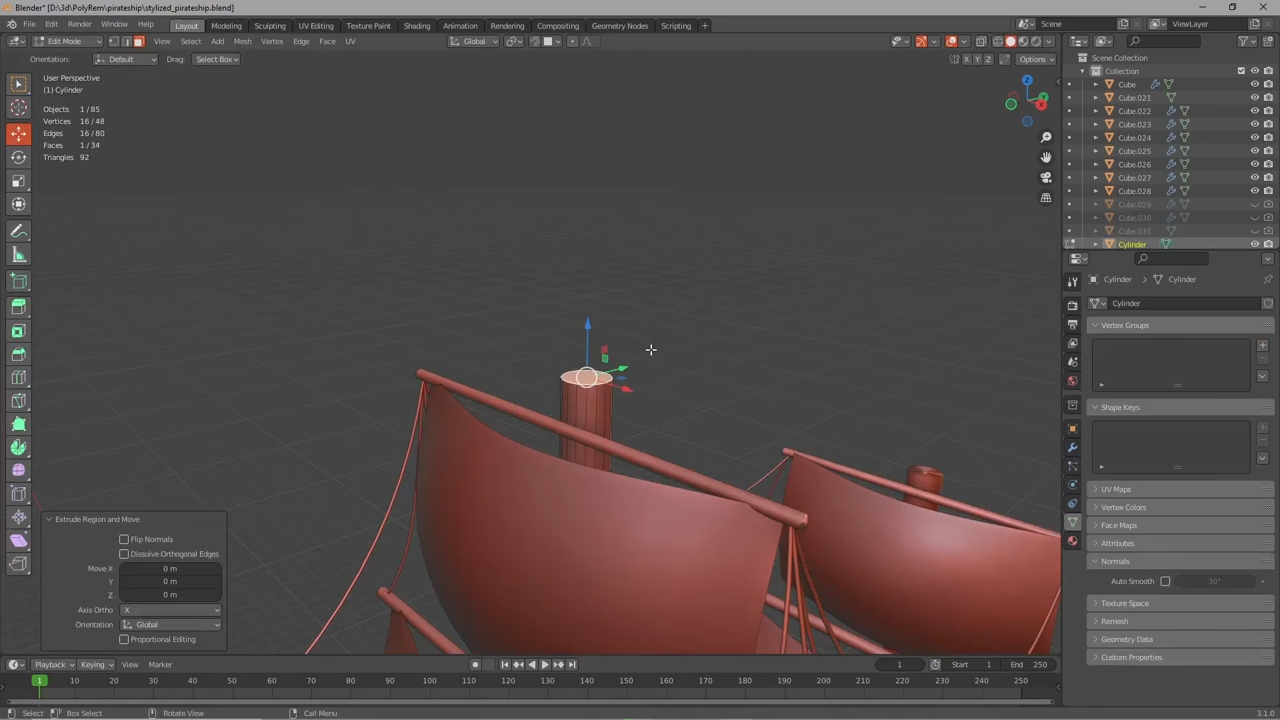 Blender* [D:\3d\PolyRem\pirateship\stylized_pirateship.blend]
File Edit Render Window Help Layout Modeling Sculpting UV Editing Texture Paint Shading Animation Rendering Compositing Geometry Nodes Scripting + Scene ViewLayer
Edit Mode View Select Add Mesh Vertex Edge Face UV Global
Orientation: Default Drag: Select Box X Y Z Options
User Perspective
(1) Cylinder
Objects 1/85
Vertices 16/48
Edges 16/80
Faces 1/34
Triangles 92
Z
Y
X
Scene Collection
Collection
Cube
Cube.021
Cube.022
Cube.023
Cube.024
Cube.025
Cube.026
Cube.027
Cube.028
Cube.029
Cube.030
Cube.031
Cylinder
Cylinder > Cylinder
Cylinder
Vertex Groups
Shape Keys
UV Maps
Vertex Colors
Face Maps
Attributes
Normals
Auto Smooth 30°
Texture Space
Remesh
Geometry Data
Custom Properties
Extrude Region and Move
Flip Normals
Dissolve Orthogonal Edges
Move X 0 m
Y 0 m
Z 0 m
Axis Ortho X
Orientation Global
Proportional Editing
Playback Keying View Marker 1 Start 1 End 250
1 10 20 30 40 50 60 70 80 90 100 110 120 130 140 150 160 170 180 190 200 210 220 230 240 250
Select Box Select Rotate View Call Menu 3.1.0